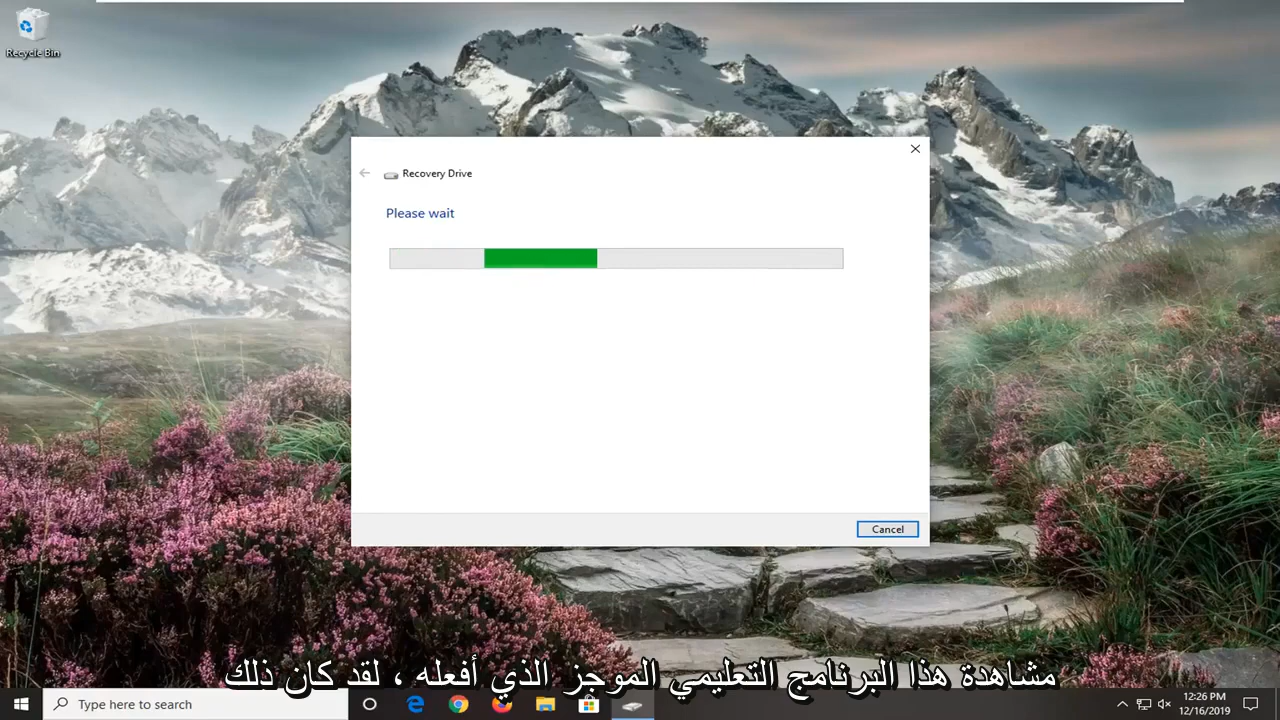 Recycle Bin
Recovery Drive
Please wait
Cancel
مشاهدة هذا البرنامج التعليمي الموجز الذي أفعله ، لقد كان ذلك
Type here to search
12:26 PM
12/16/2019